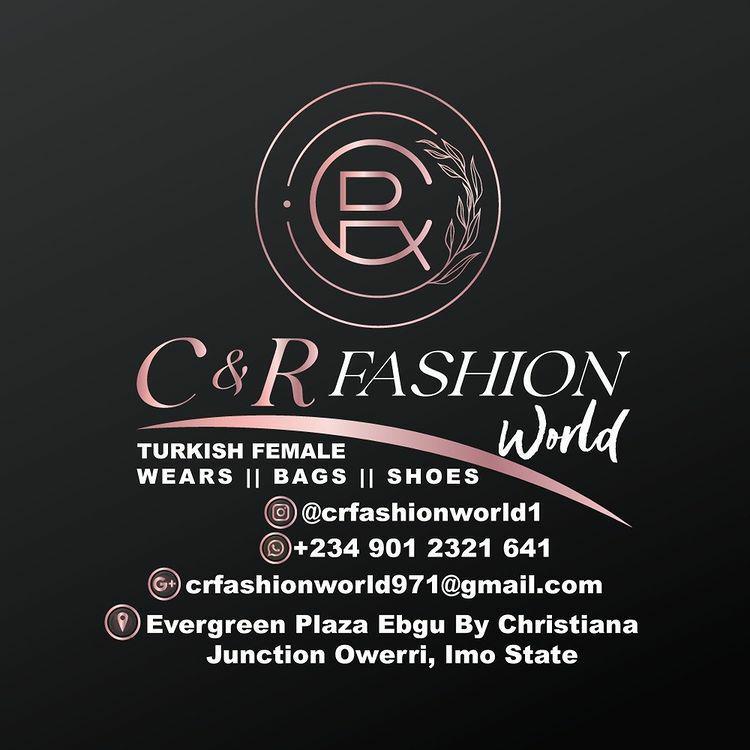 CR
C & R FASHION
World
TURKISH FEMALE
WEARS || BAGS || SHOES
@crfashionworld1
+234 901 2321 641
G+ crfashionworld971@gmail.com
Evergreen Plaza Ebgu By Christiana
Junction Owerri, Imo State